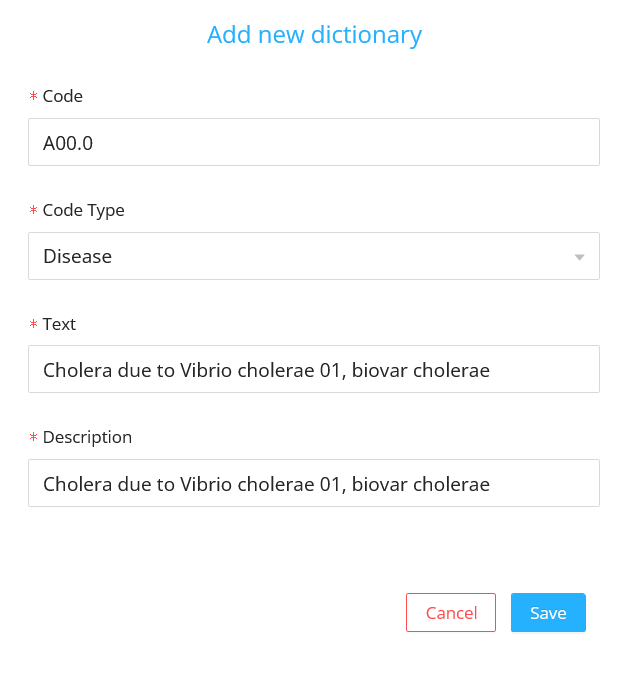 Add new dictionary
* Code
A00.0
* Code Type
Disease
* Text
Cholera due to Vibrio cholerae 01, biovar cholerae
* Description
Cholera due to Vibrio cholerae 01, biovar cholerae
Cancel Save